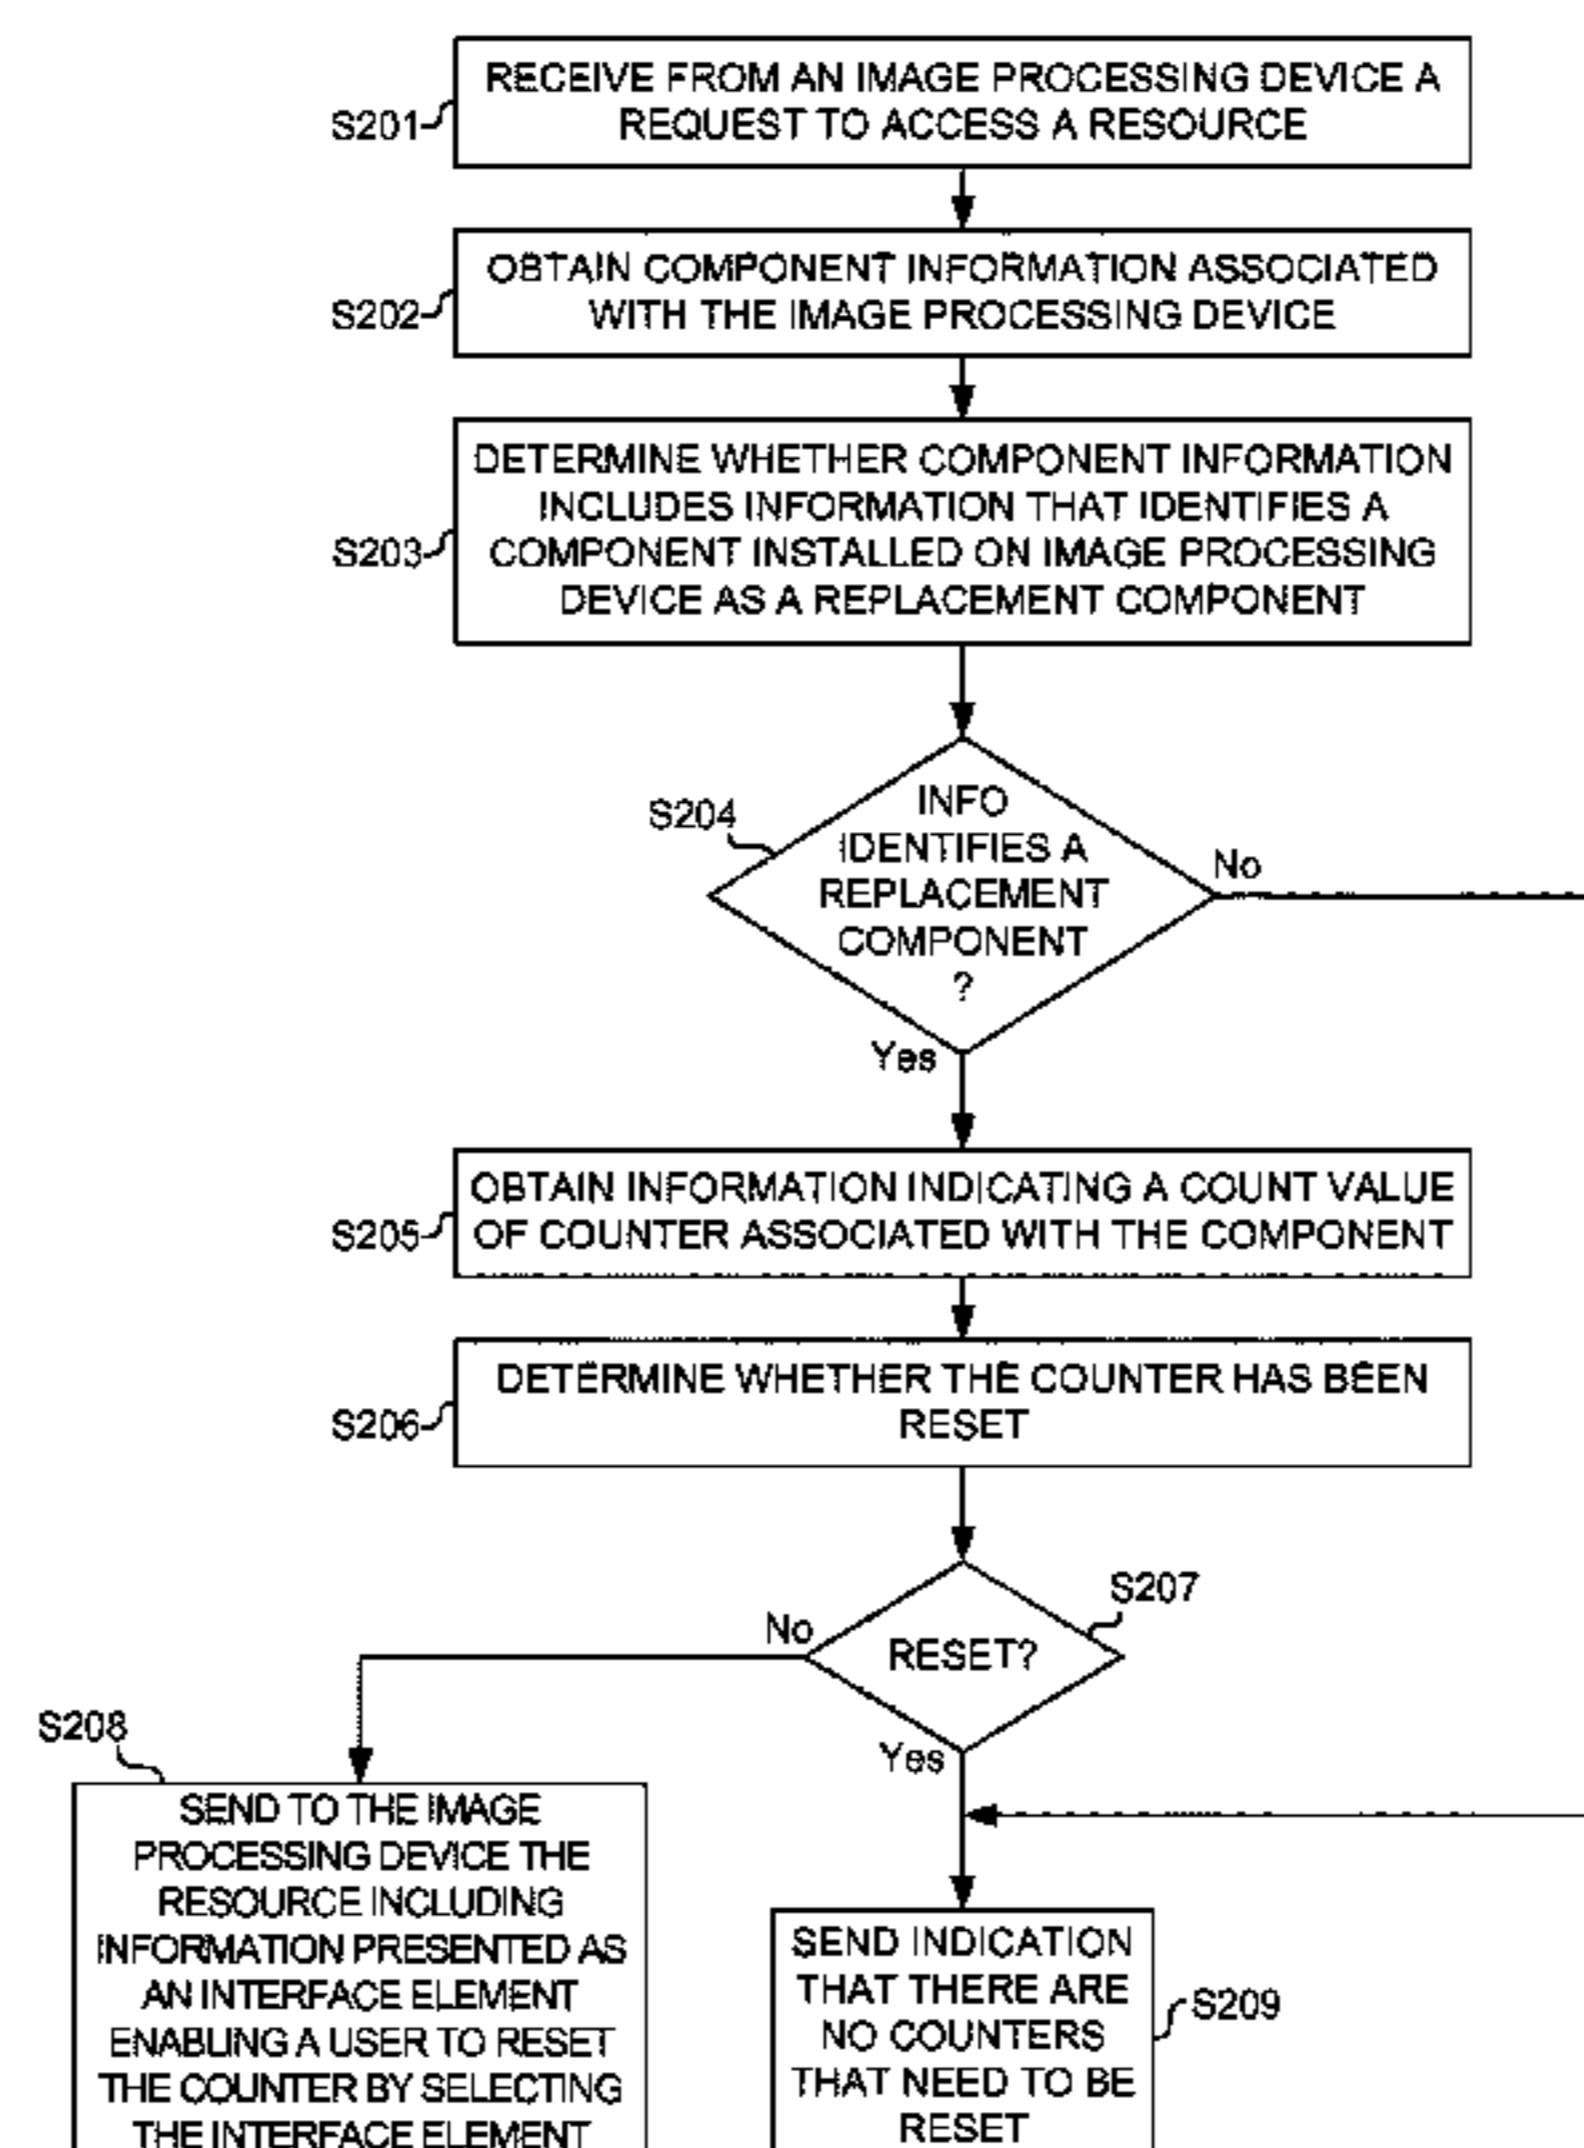 RECEIVE FROM AN IMAGE PROCESSING DEVICE A
REQUEST TO ACCESS A RESOURCE
S201
OBTAIN COMPONENT INFORMATION ASSOCIATED
WITH THE IMAGE PROCESSING DEVICE
S202
DETERMINE WHETHER COMPONENT INFORMATION
INCLUDES INFORMATION THAT IDENTIFIES A
COMPONENT INSTALLED ON IMAGE PROCESSING
DEVICE AS A REPLACEMENT COMPONENT
S203
S204
INFO
IDENTIFIES A
REPLACEMENT
COMPONENT
?
No
Yes
OBTAIN INFORMATION INDICATING A COUNT VALUE
OF COUNTER ASSOCIATED WITH THE COMPONENT
S205
DETERMINE WHETHER THE COUNTER HAS BEEN
RESET
S206
S207
No
RESET?
Yes
S208
SEND TO THE IMAGE
PROCESSING DEVICE THE
RESOURCE INCLUDING
INFORMATION PRESENTED AS
AN INTERFACE ELEMENT
ENABLING A USER TO RESET
THE COUNTER BY SELECTING
THE INTERFACE ELEMENT
SEND INDICATION
THAT THERE ARE
NO COUNTERS
THAT NEED TO BE
RESET
S209